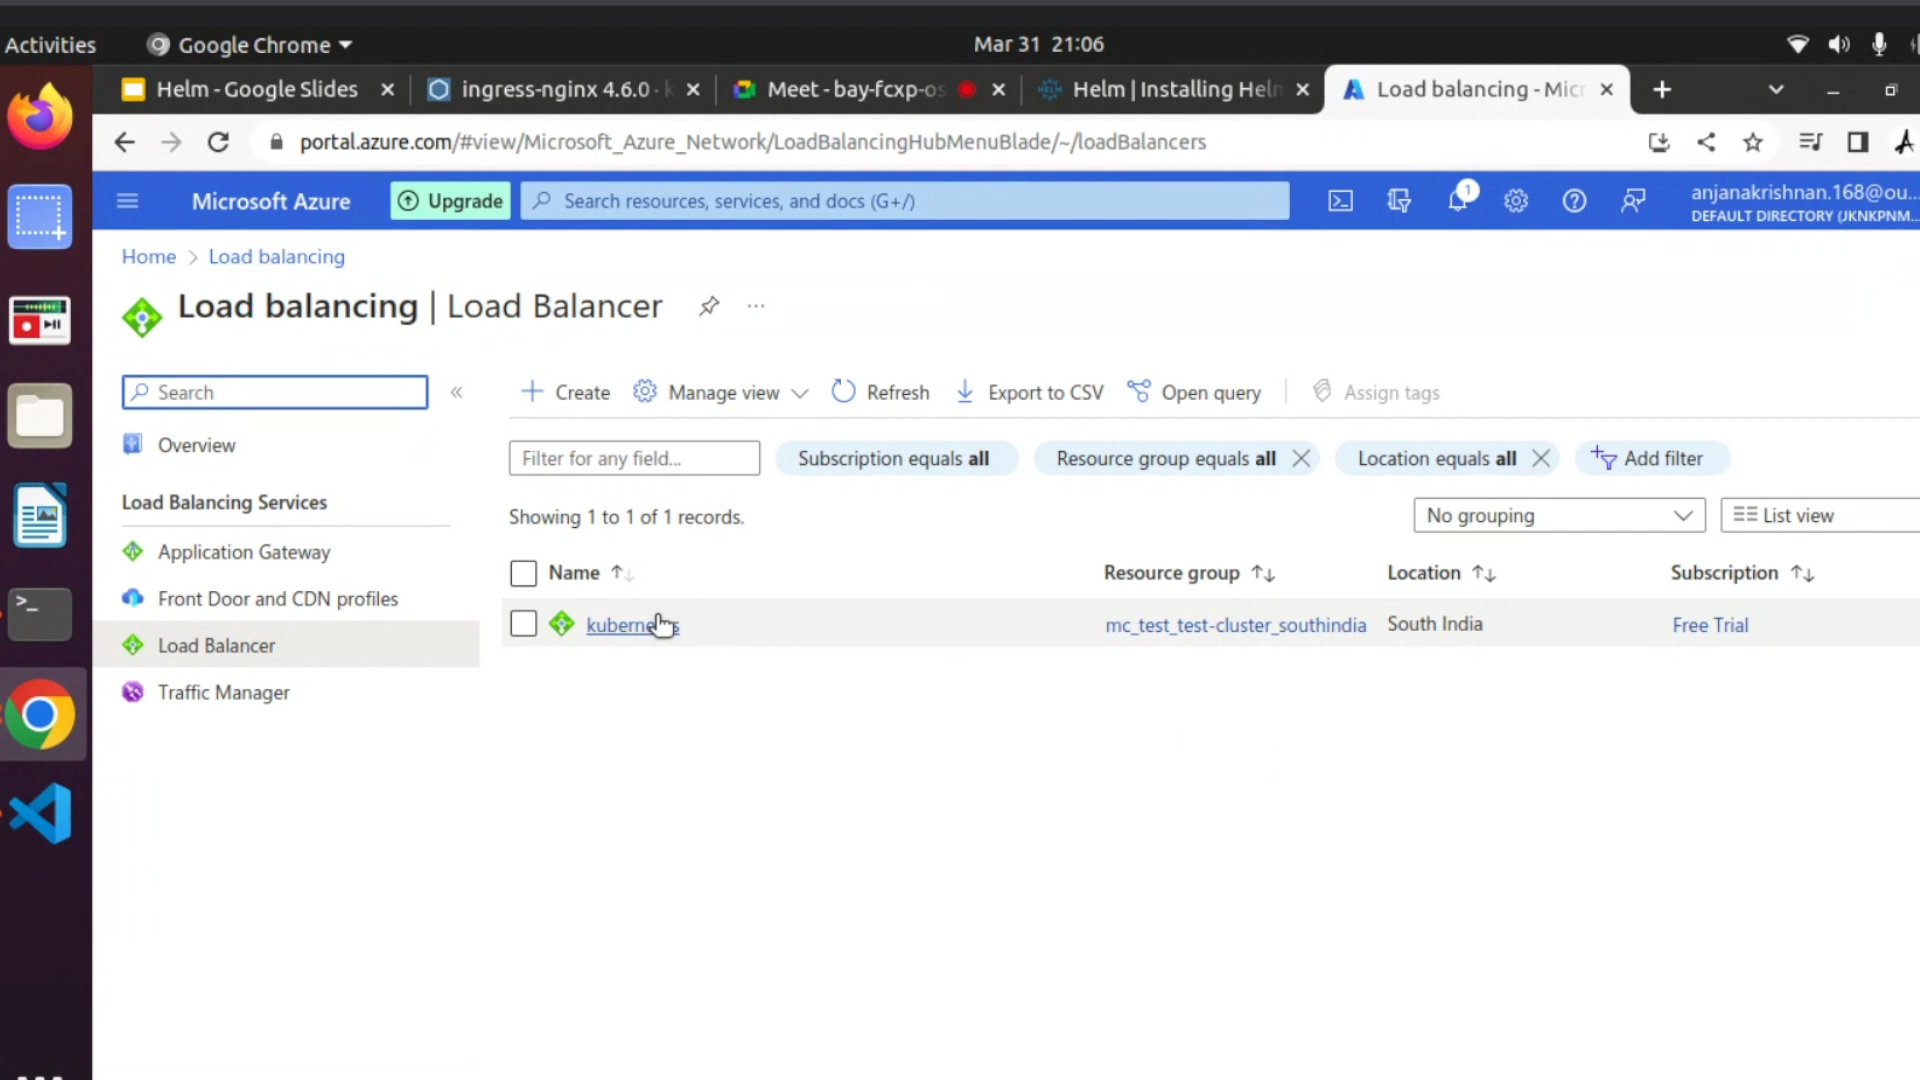 Activities
Google Chrome
Mar 31 21:06
Helm - Google Slides
ingress-nginx 4.6.0 ·
Meet - bay-fcxp-os
Helm | Installing Helm
Load balancing - Micr
portal.azure.com/#view/Microsoft_Azure_Network/LoadBalancingHubMenuBlade/~/loadBalancers
Microsoft Azure
Upgrade
Search resources, services, and docs (G+/)
1
anjanakrishnan.168@ou...
DEFAULT DIRECTORY (JKNKPNM...
Home > Load balancing
Load balancing | Load Balancer
...
Search
«
Create
Manage view
Refresh
Export to CSV
Open query
Assign tags
Overview
Filter for any field...
Subscription equals all
Resource group equals all
Location equals all
Add filter
Load Balancing Services
Showing 1 to 1 of 1 records.
No grouping
List view
Application Gateway
Name
Resource group
Location
Subscription
Front Door and CDN profiles
mc_test_test-cluster_southindia
South India
Free Trial
Load Balancer
Traffic Manager